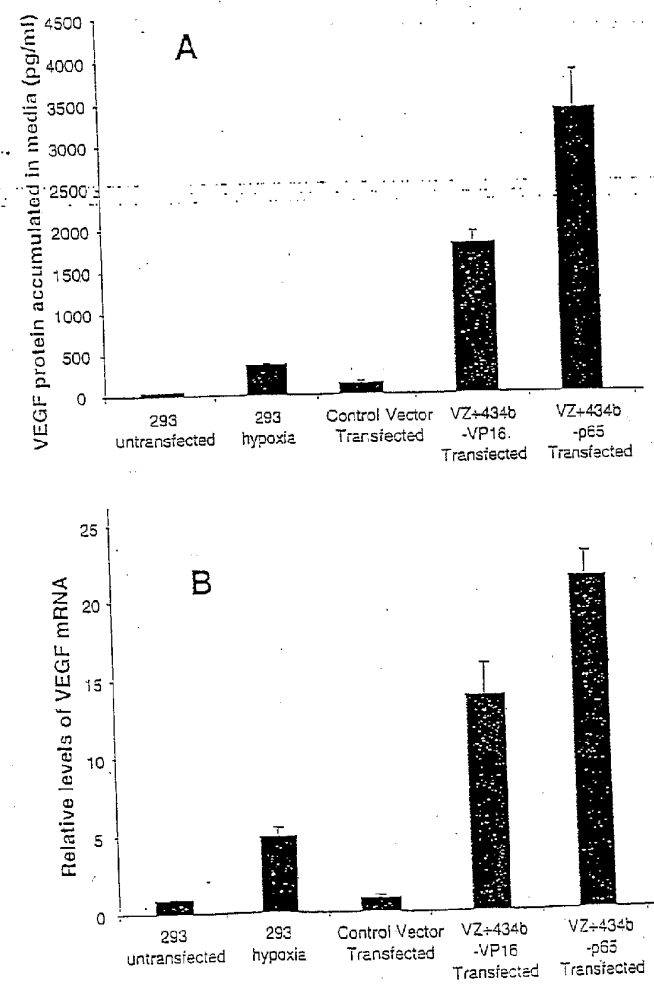 A
VEGF protein accumulated in media (pg/ml)
4500
4000
3500
3000
2500
2000
1500
1000
500
0
293
untransfected
293
hypoxia
Control Vector
Transfected
VZ+434b
-VP16
Transfected
VZ+434b
-p65
Transfected
B
Relative levels of VEGF mRNA
25
20
15
10
5
0
293
untransfected
293
hypoxia
Control Vector
Transfected
VZ+434b
-VP16
Transfected
VZ+434b
-p65
Transfected